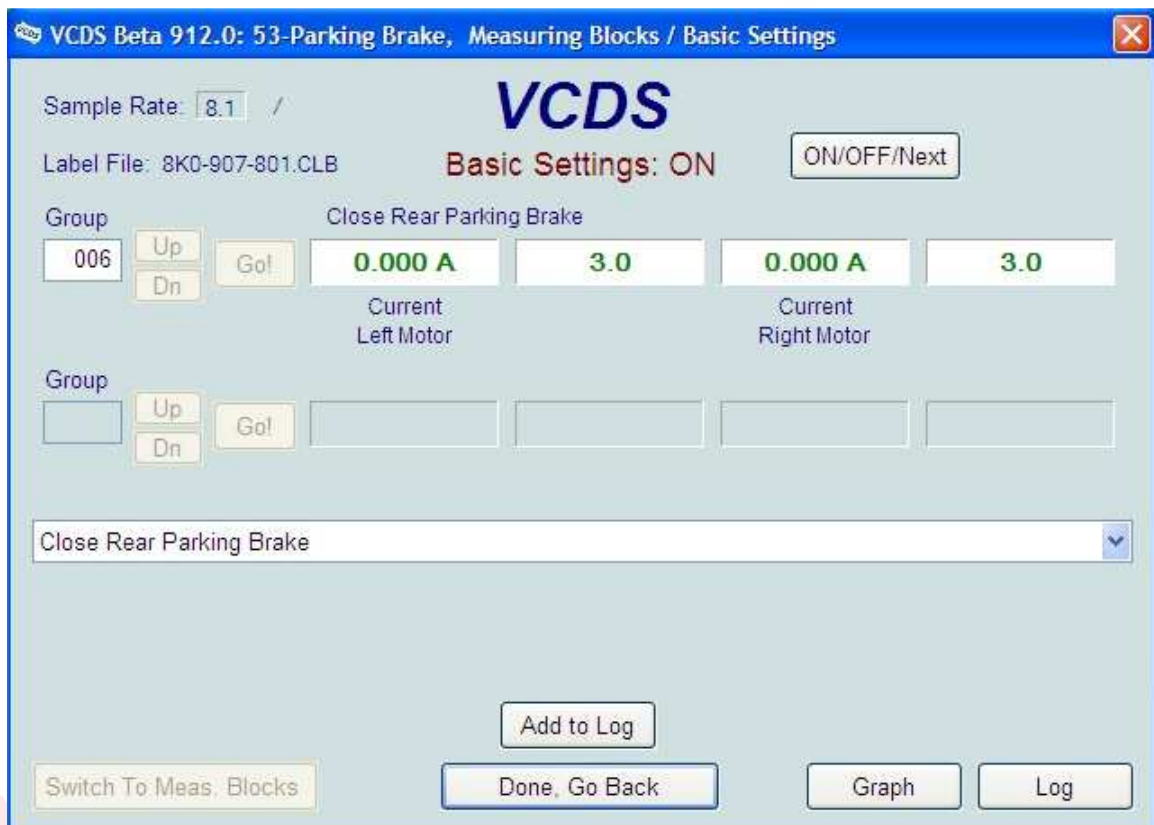 VCDS Beta 912.0: 53-Parking Brake, Measuring Blocks / Basic Settings
Sample Rate: 8.1 /
VCDS
Label File: 8K0-907-801.CLB
Basic Settings: ON
ON/OFF/Next
Group
Close Rear Parking Brake
006
Up
Dn
Go!
0.000 A
3.0
0.000 A
3.0
Current
Left Motor
Current
Right Motor
Group
Up
Dn
Go!
Close Rear Parking Brake
Add to Log
Switch To Meas. Blocks
Done, Go Back
Graph
Log